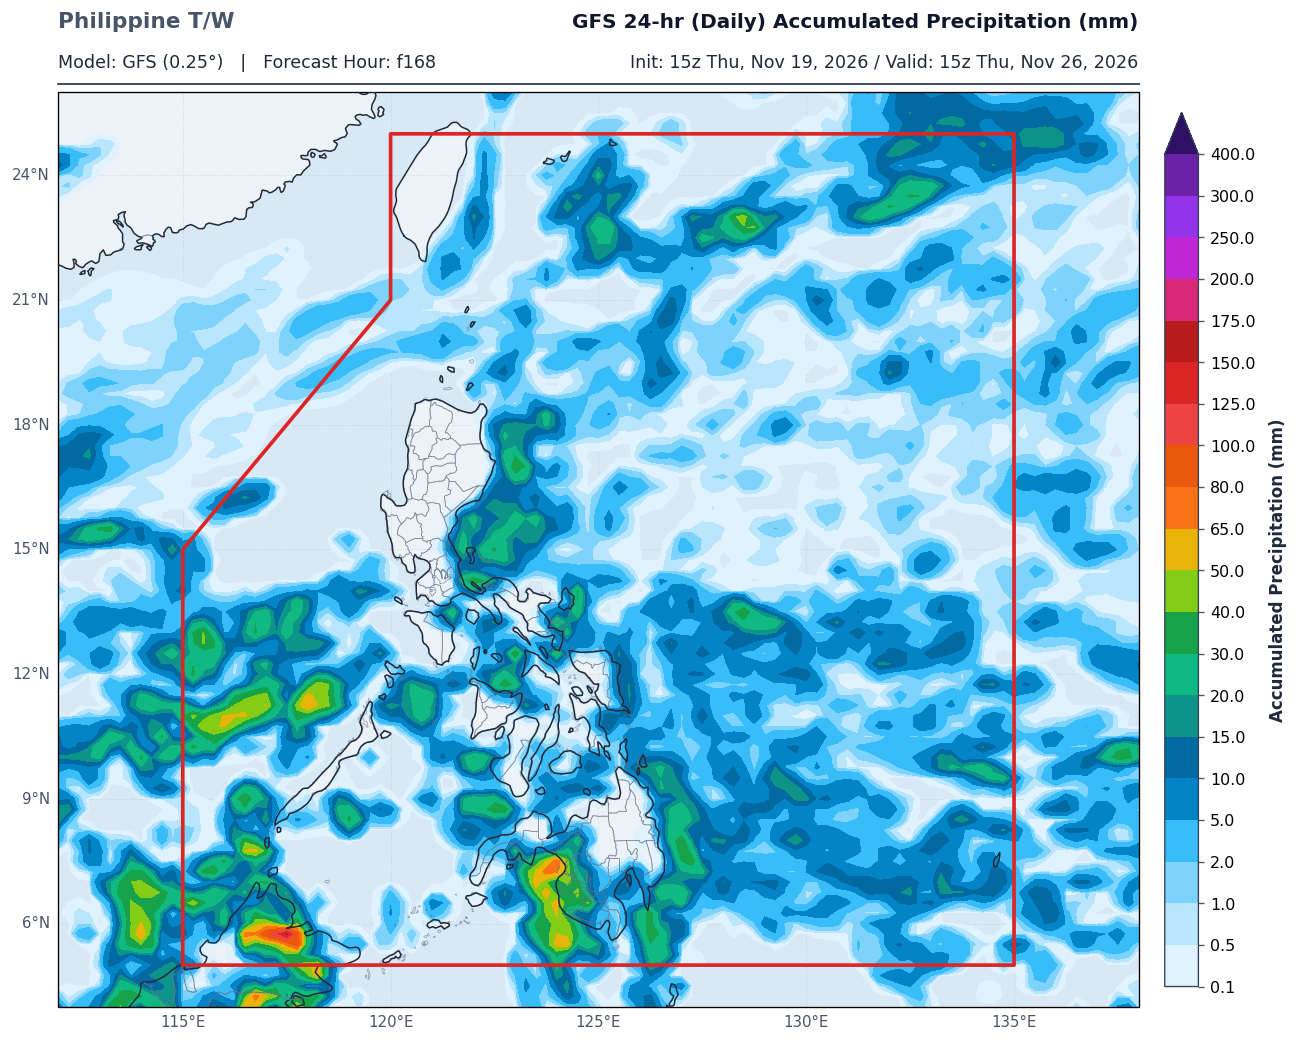 Philippine T/W
GFS 24-hr (Daily) Accumulated Precipitation (mm)
Model: GFS (0.25°) | Forecast Hour: f168
Init: 15z Thu, Nov 19, 2026 / Valid: 15z Thu, Nov 26, 2026
24°N
21°N
18°N
15°N
12°N
9°N
6°N
115°E
120°E
125°E
130°E
135°E
400.0
300.0
250.0
200.0
175.0
150.0
125.0
100.0
80.0
65.0
50.0
40.0
30.0
20.0
15.0
10.0
5.0
2.0
1.0
0.5
0.1
Accumulated Precipitation (mm)